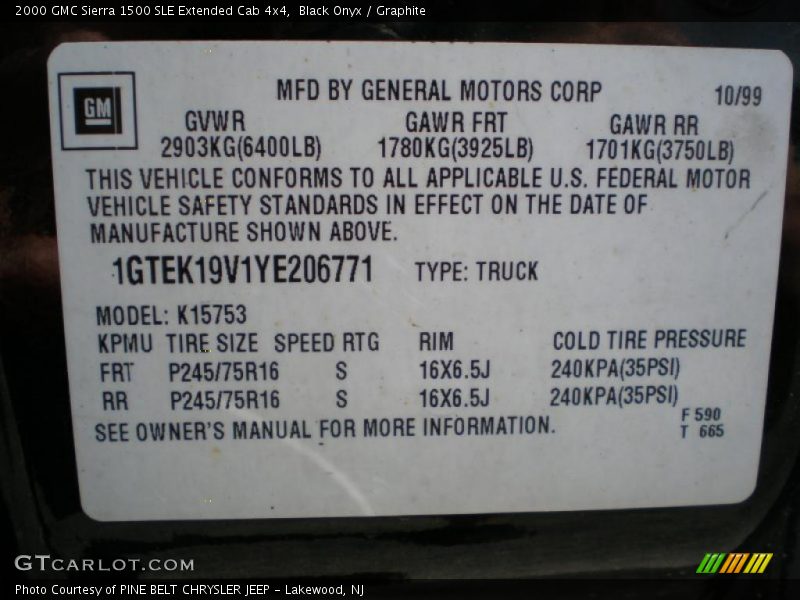 2000 GMC Sierra 1500 SLE Extended Cab 4x4,  Black Onyx / Graphite
GM
MFD BY GENERAL MOTORS CORP 10/99
GVWR GAWR FRT GAWR RR
2903KG(6400LB) 1780KG(3925LB) 1701KG(3750LB)
THIS VEHICLE CONFORMS TO ALL APPLICABLE U.S. FEDERAL MOTOR
VEHICLE SAFETY STANDARDS IN EFFECT ON THE DATE OF
MANUFACTURE SHOWN ABOVE.
1GTEK19V1YE206771 TYPE: TRUCK
MODEL: K15753
KPMU TIRE SIZE SPEED RTG RIM COLD TIRE PRESSURE
FRT P245/75R16 S 16X6.5J 240KPA(35PSI)
RR P245/75R16 S 16X6.5J 240KPA(35PSI)
F 590
SEE OWNER'S MANUAL FOR MORE INFORMATION. T 665
GTCARLOT.COM
Photo Courtesy of PINE BELT CHRYSLER JEEP - Lakewood, NJ